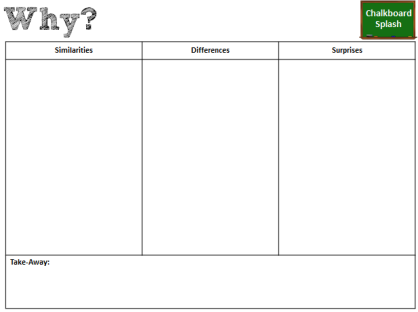 Why?
Chalkboard
Splash
Similarities Differences Surprises
Take-Away: